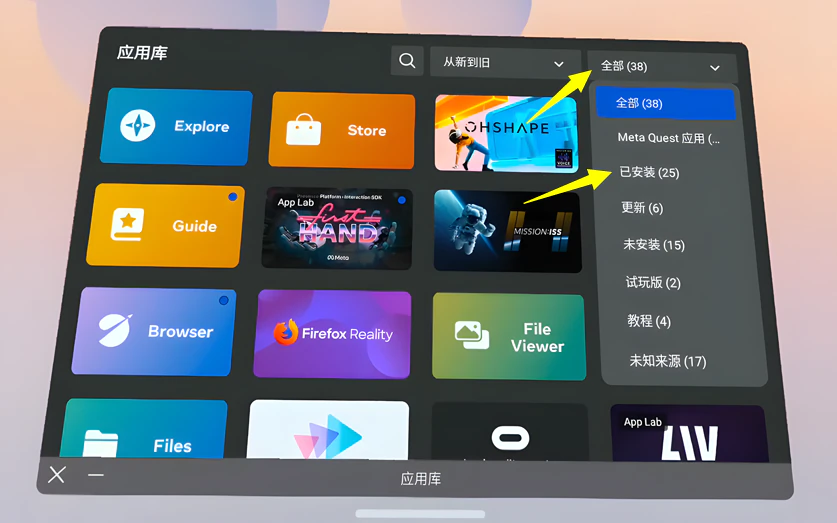 应用库
从新到旧
全部 (38)
全部 (38)
Meta Quest 应用 (...
已安装 (25)
更新 (6)
未安装 (15)
试玩版 (2)
教程 (4)
未知来源 (17)
Explore
Store
OHSHAPE
VOICE
Guide
App Lab
Platform + Interaction SDK
first
HAND
Meta
MISSION:ISS
Browser
Firefox Reality
File
Viewer
Files
App Lab
LIV
应用库